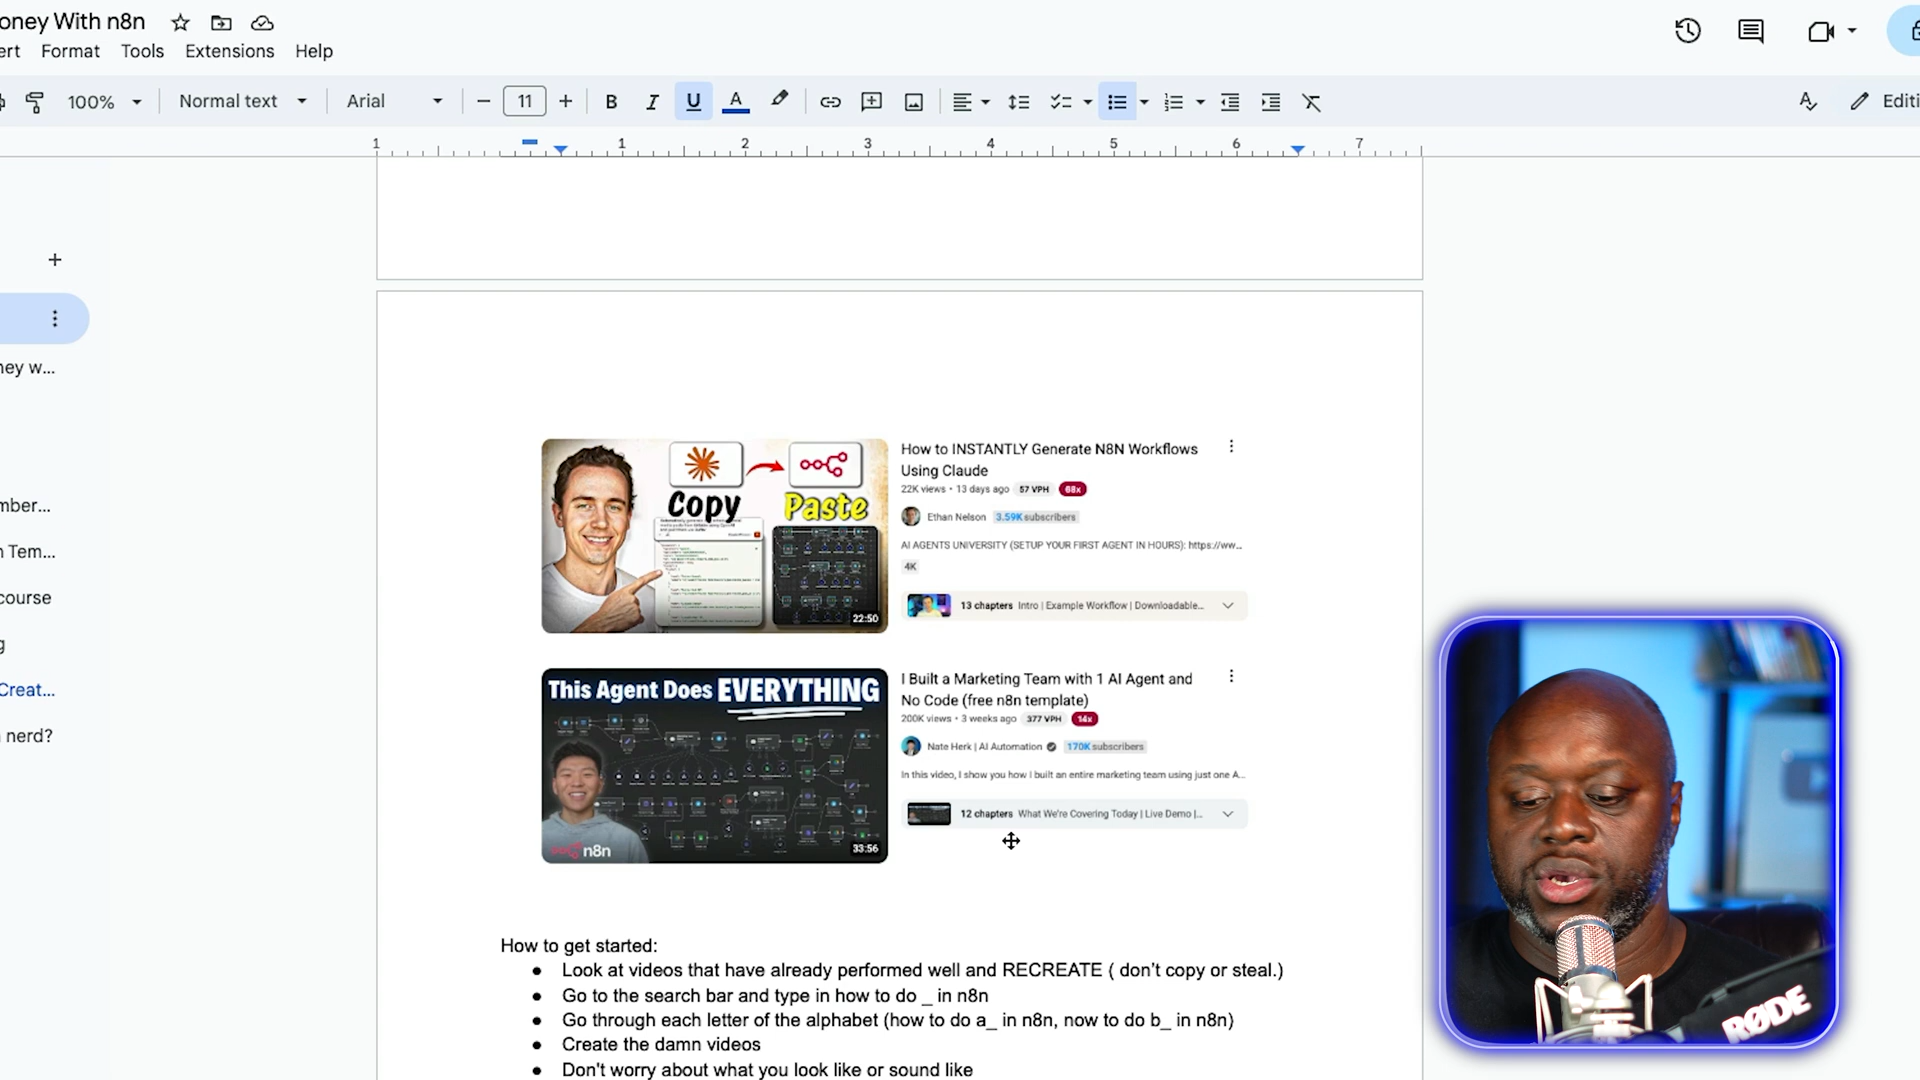 oney With n8n
ert Format Tools Extensions Help
100% Normal text Arial 11 B I U A
Editi
1 1 2 3 4 5 6 7
ney w...
mber...
n Tem...
course
g
Creat...
nerd?
Copy Paste
22:50
How to INSTANTLY Generate N8N Workflows
Using Claude
22K views • 13 days ago 57 VPH 68x
Ethan Nelson 3.59K subscribers
AI AGENTS UNIVERSITY (SETUP YOUR FIRST AGENT IN HOURS): https://ww...
4K
13 chapters Intro | Example Workflow | Downloadable...
This Agent Does EVERYTHING
n8n
33:56
I Built a Marketing Team with 1 AI Agent and
No Code (free n8n template)
200K views • 3 weeks ago 377 VPH 14x
Nate Herk | AI Automation 170K subscribers
In this video, I show you how I built an entire marketing team using just one A...
12 chapters What We're Covering Today | Live Demo |...
How to get started:
● Look at videos that have already performed well and RECREATE ( don't copy or steal.)
● Go to the search bar and type in how to do _ in n8n
● Go through each letter of the alphabet (how to do a_ in n8n, now to do b_ in n8n)
● Create the damn videos
● Don't worry about what you look like or sound like
RØDE